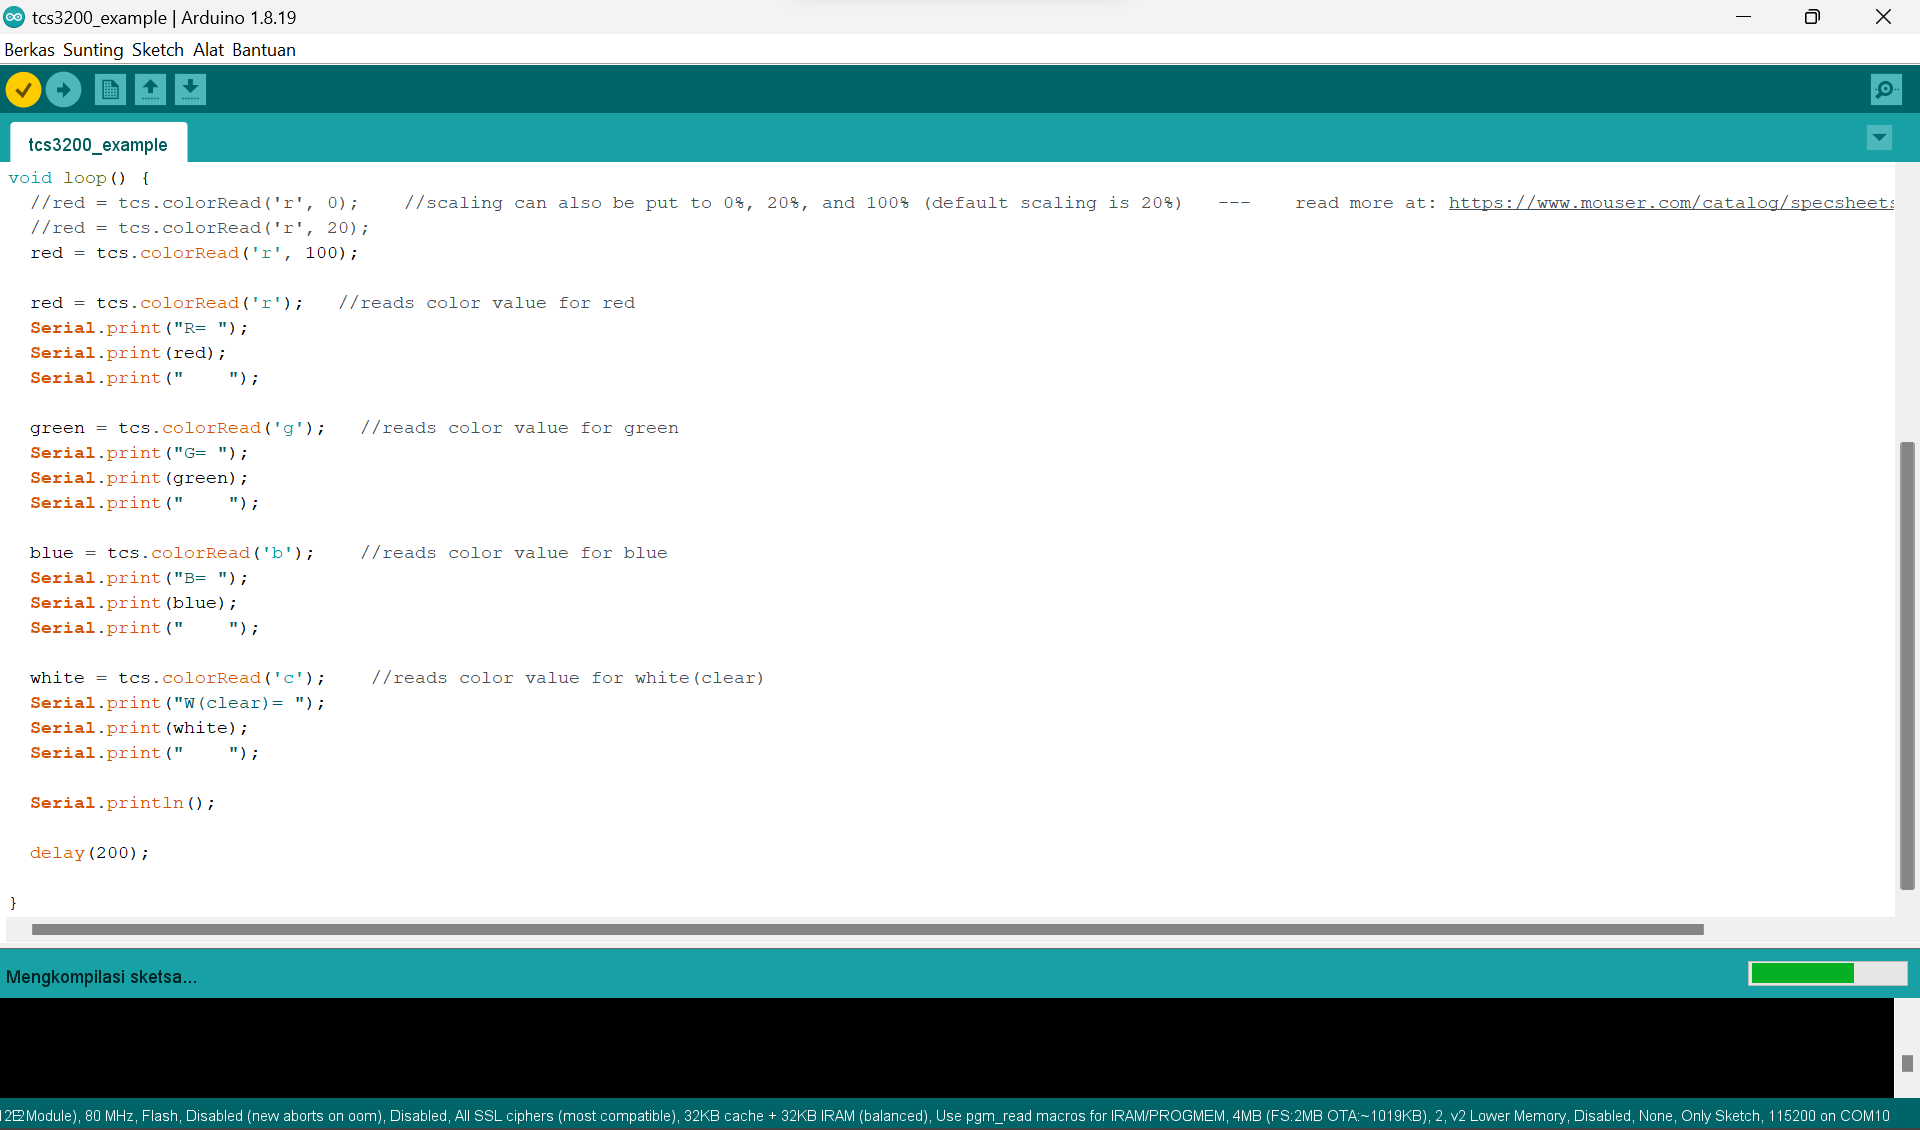 tcs3200_example | Arduino 1.8.19
Berkas Sunting Sketch Alat Bantuan
tcs3200_example
void loop() {
//red = tcs.colorRead('r', 0);    //scaling can also be put to 0%, 20%, and 100% (default scaling is 20%)   ---    read more at: https://www.mouser.com/catalog/specsheets
//red = tcs.colorRead('r', 20);
red = tcs.colorRead('r', 100);
red = tcs.colorRead('r');   //reads color value for red
Serial.print("R= ");
Serial.print(red);
Serial.print("    ");
green = tcs.colorRead('g');   //reads color value for green
Serial.print("G= ");
Serial.print(green);
Serial.print("    ");
blue = tcs.colorRead('b');    //reads color value for blue
Serial.print("B= ");
Serial.print(blue);
Serial.print("    ");
white = tcs.colorRead('c');    //reads color value for white(clear)
Serial.print("W(clear)= ");
Serial.print(white);
Serial.print("    ");
Serial.println();
delay(200);
}
Mengkompilasi sketsa...
Module), 80 MHz, Flash, Disabled (new aborts on oom), Disabled, All SSL ciphers (most compatible), 32KB cache + 32KB IRAM (balanced), Use pgm_read macros for IRAM/PROGMEM, 4MB (FS:2MB OTA:~1019KB), 2, v2 Lower Memory, Disabled, None, Only Sketch, 115200 on COM10